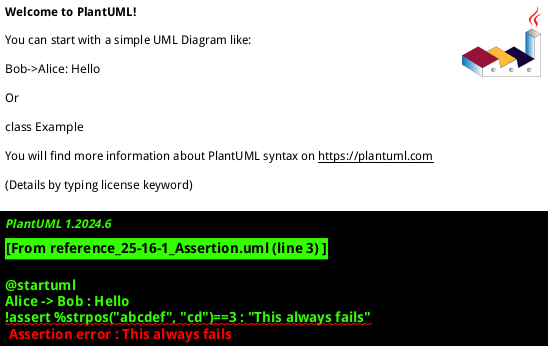 Welcome to PlantUML!
You can start with a simple UML Diagram like:
Bob->Alice: Hello
Or
class Example
You will find more information about PlantUML syntax on https://plantuml.com
(Details by typing license keyword)
PlantUML 1.2024.6
[From reference_25-16-1_Assertion.uml (line 3) ]
@startuml
Alice -> Bob : Hello
!assert %strpos("abcdef", "cd")==3 : "This always fails"
Assertion error : This always fails